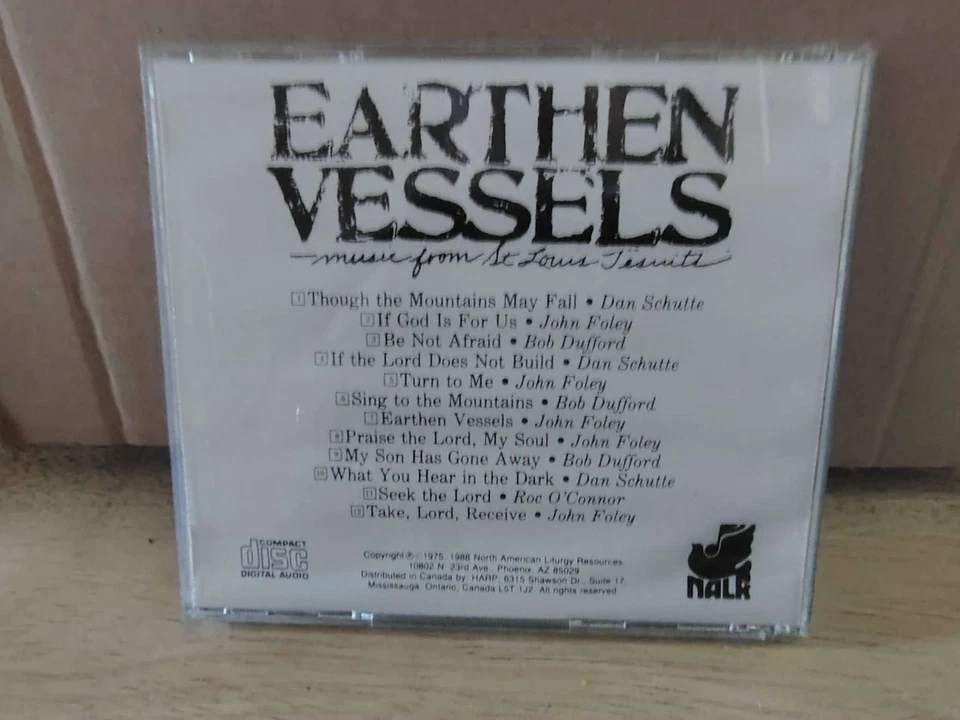 EARTHEN
VESSELS
music from St Louis Jesuits
1 Though the Mountains May Fall • Dan Schutte
2 If God Is For Us • John Foley
3 Be Not Afraid • Bob Dufford
4 If the Lord Does Not Build • Dan Schutte
5 Turn to Me • John Foley
6 Sing to the Mountains • Bob Dufford
7 Earthen Vessels • John Foley
8 Praise the Lord, My Soul • John Foley
9 My Son Has Gone Away • Bob Dufford
10 What You Hear in the Dark • Dan Schutte
11 Seek the Lord • Roc O'Connor
12 Take, Lord, Receive • John Foley
COMPACT
disc
DIGITAL AUDIO
Copyright ℗ © 1975, 1988 North American Liturgy Resources
10802 N. 23rd Ave., Phoenix, AZ 85029
Distributed in Canada by: HARP, 6315 Shawson Dr., Suite 17,
Mississauga, Ontario, Canada L5T 1J2. All rights reserved
NALR